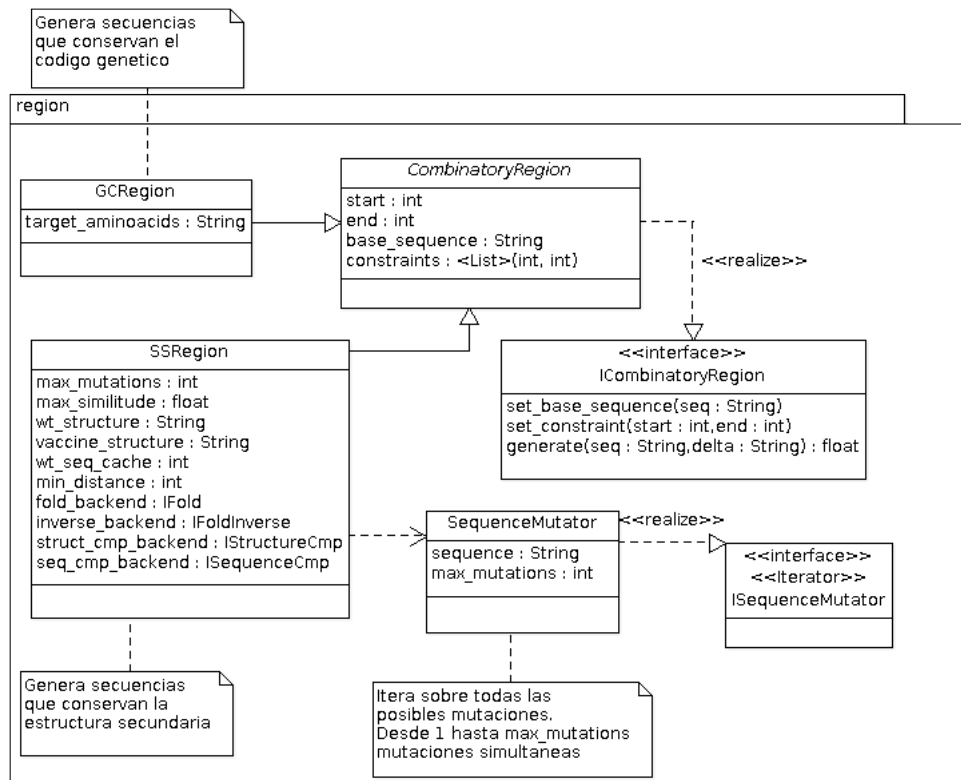 Genera secuencias
que conservan el
codigo genetico
region
GCRegion
target_aminoacids : String
CombinatoryRegion
start : int
end : int
base_sequence : String
constraints : <List>(int, int)
<<realize>>
SSRegion
max_mutations : int
max_similitude : float
wt_structure : String
vaccine_structure : String
wt_seq_cache : int
min_distance : int
fold_backend : IFold
inverse_backend : IFoldInverse
struct_cmp_backend : IStructureCmp
seq_cmp_backend : ISequenceCmp
<<interface>>
ICombinatoryRegion
set_base_sequence(seq : String)
set_constraint(start : int,end : int)
generate(seq : String,delta : String) : float
SequenceMutator
sequence : String
max_mutations : int
<<realize>>
<<interface>>
<<Iterator>>
ISequenceMutator
Genera secuencias
que conservan la
estructura secundaria
Itera sobre todas las
posibles mutaciones.
Desde 1 hasta max_mutations
mutaciones simultaneas